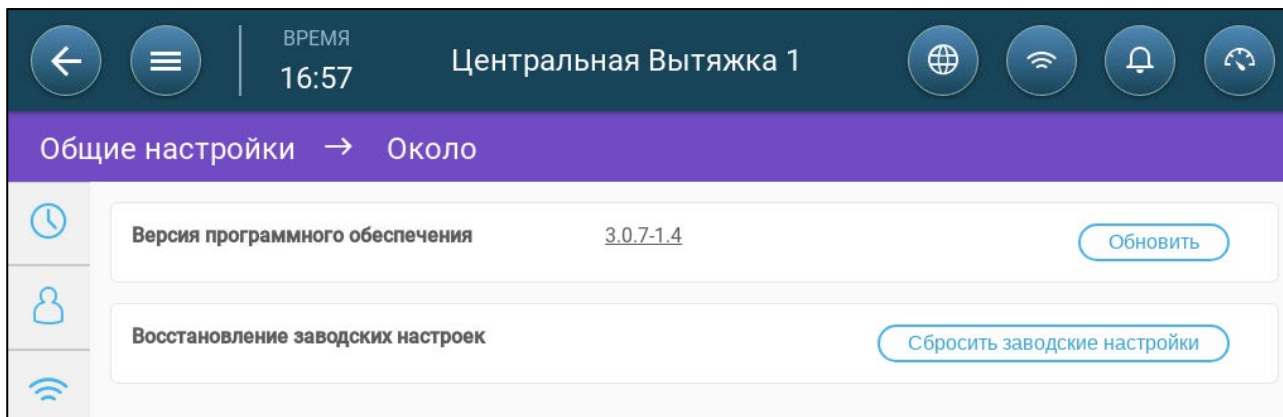 ВРЕМЯ
16:57
Центральная Вытяжка 1
Общие настройки → Около
Версия программного обеспечения 3.0.7-1.4 Обновить
Восстановление заводских настроек Сбросить заводские настройки